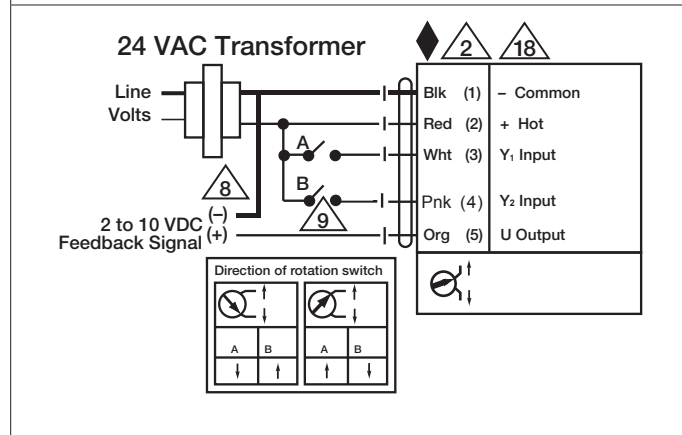 24 VAC Transformer
2
18
Line
Volts
Blk (1) – Common
Red (2) + Hot
A
Wht (3) Y₁ Input
8
B
Pnk (4) Y₂ Input
9
2 to 10 VDC (–)
Feedback Signal (+)
Org (5) U Output
Direction of rotation switch
A B A B